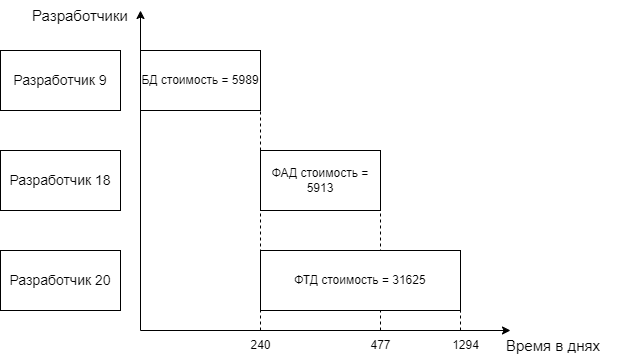 Разработчики
Разработчик 9
БД стоимость = 5989
Разработчик 18
ФАД стоимость =
5913
Разработчик 20
ФТД стоимость = 31625
240
477
1294
Время в днях